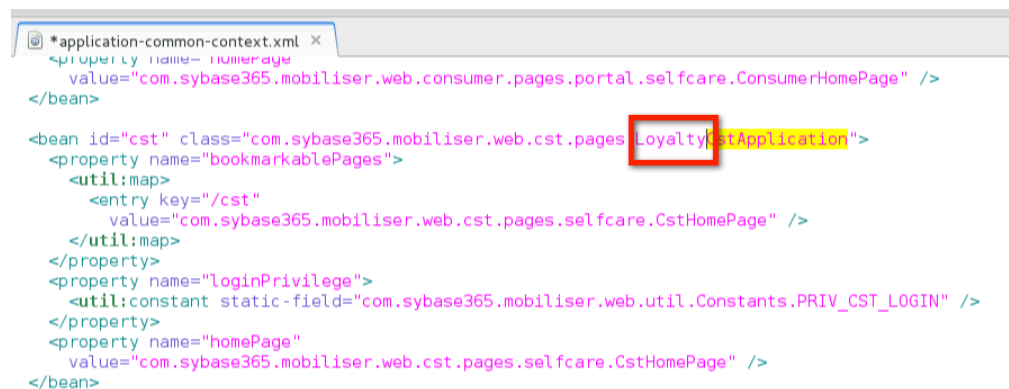 *application-common-context.xml
<property name="homePage"
value="com.sybase365.mobiliser.web.consumer.pages.portal.selfcare.ConsumerHomePage" />
</bean>
<bean id="cst" class="com.sybase365.mobiliser.web.cst.pages.LoyaltyCstApplication">
<property name="bookmarkablePages">
<util:map>
<entry key="/cst"
value="com.sybase365.mobiliser.web.cst.pages.selfcare.CstHomePage" />
</util:map>
</property>
<property name="loginPrivilege">
<util:constant static-field="com.sybase365.mobiliser.web.util.Constants.PRIV_CST_LOGIN" />
</property>
<property name="homePage"
value="com.sybase365.mobiliser.web.cst.pages.selfcare.CstHomePage" />
</bean>